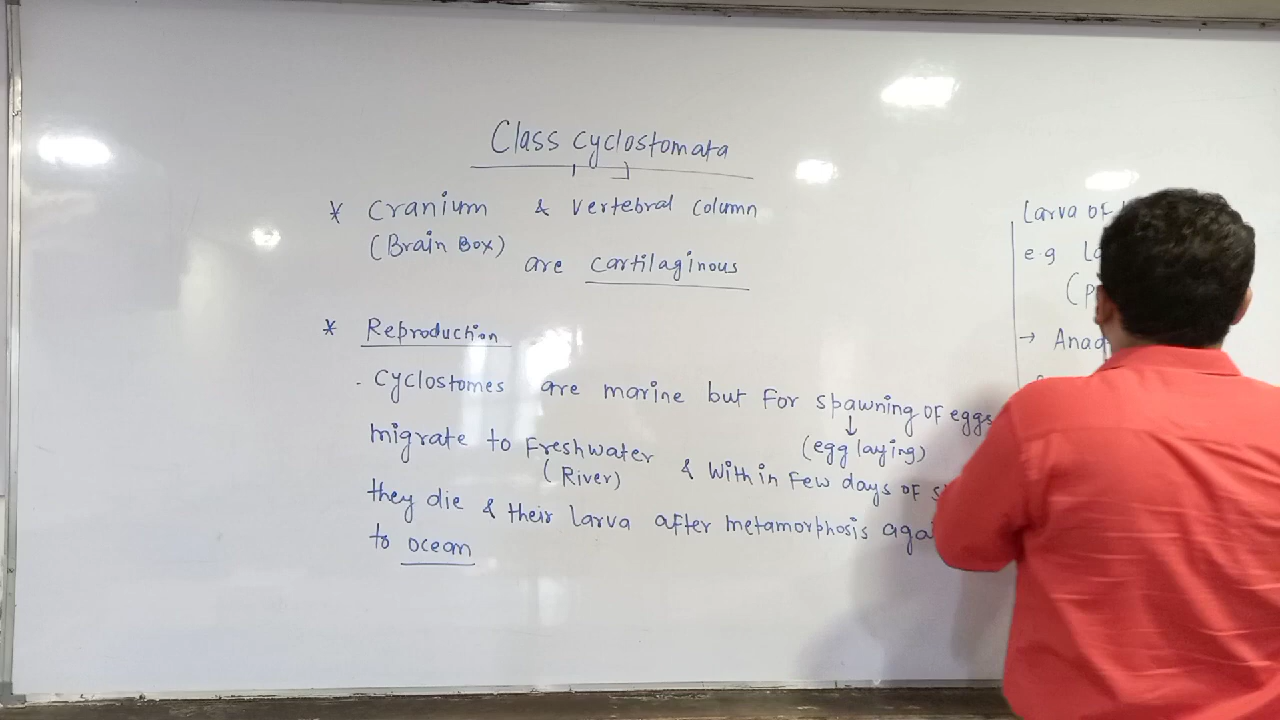 Class cyclostomata
* Cranium & vertebral column
(Brain Box)
are cartilaginous
* Reproduction
. Cyclostomes are marine but for spawning of eggs
(egg laying)
migrate to freshwater & within few days of
(River)
they die & their larva after metamorphosis
to ocean
Larva of
e.g
→